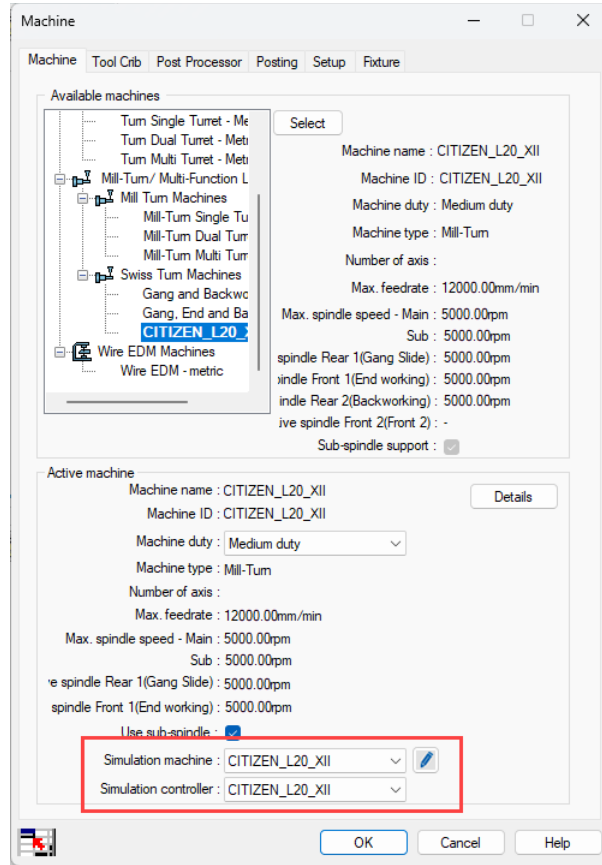 Machine
Machine Tool Crib Post Processor Posting Setup Fixture
Available machines
Turn Single Turret - Me
Turn Dual Turret - Metr
Turn Multi Turret - Metr
Mill-Turn/ Multi-Function L
Mill Turn Machines
Mill-Turn Single Tu
Mill-Turn Dual Turr
Mill-Turn Multi Turr
Swiss Turn Machines
Gang and Backwo
Gang, End and Ba
CITIZEN_L20_X
Wire EDM Machines
Wire EDM - metric
Select
Machine name : CITIZEN_L20_XII
Machine ID : CITIZEN_L20_XII
Machine duty : Medium duty
Machine type : Mill-Turn
Number of axis :
Max. feedrate : 12000.00mm/min
Max. spindle speed - Main : 5000.00rpm
Sub : 5000.00rpm
spindle Rear 1(Gang Slide) : 5000.00rpm
indle Front 1(End working) : 5000.00rpm
indle Rear 2(Backworking) : 5000.00rpm
ive spindle Front 2(Front 2) : -
Sub-spindle support :
Active machine
Machine name : CITIZEN_L20_XII
Machine ID : CITIZEN_L20_XII
Details
Machine duty : Medium duty
Machine type : Mill-Turn
Number of axis :
Max. feedrate : 12000.00mm/min
Max. spindle speed - Main : 5000.00rpm
Sub : 5000.00rpm
e spindle Rear 1(Gang Slide) : 5000.00rpm
spindle Front 1(End working) : 5000.00rpm
Use sub-spindle :
Simulation machine : CITIZEN_L20_XII
Simulation controller : CITIZEN_L20_XII
OK Cancel Help